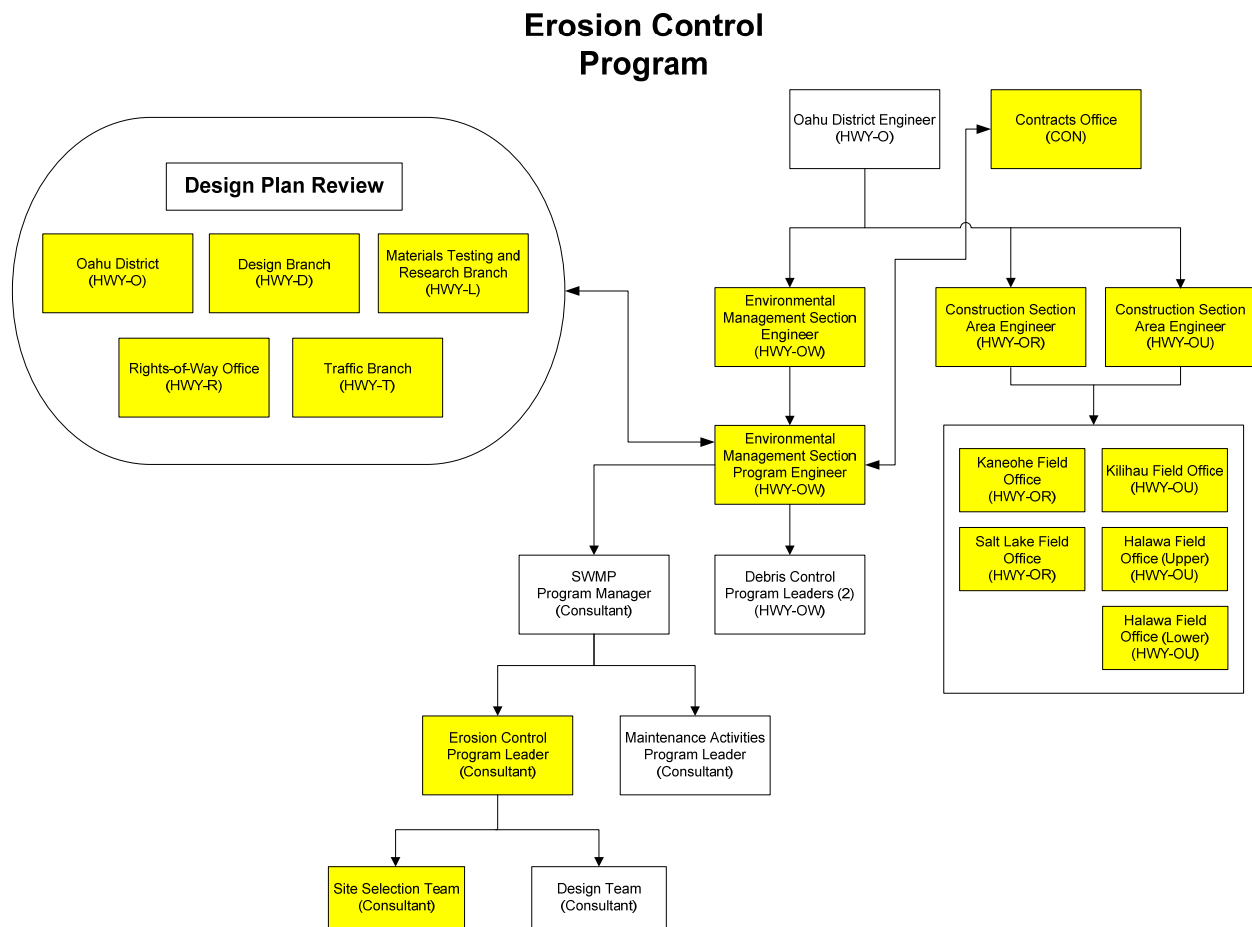 Erosion Control
Program
Oahu District Engineer
(HWY-O)
Contracts Office
(CON)
Design Plan Review
Oahu District
(HWY-O)
Design Branch
(HWY-D)
Materials Testing and
Research Branch
(HWY-L)
Rights-of-Way Office
(HWY-R)
Traffic Branch
(HWY-T)
Environmental
Management Section
Engineer
(HWY-OW)
Construction Section
Area Engineer
(HWY-OR)
Construction Section
Area Engineer
(HWY-OU)
Environmental
Management Section
Program Engineer
(HWY-OW)
Kaneohe Field
Office
(HWY-OR)
Kilihau Field Office
(HWY-OU)
Salt Lake Field
Office
(HWY-OR)
Halawa Field
Office (Upper)
(HWY-OU)
Halawa Field
Office (Lower)
(HWY-OU)
SWMP
Program Manager
(Consultant)
Debris Control
Program Leaders (2)
(HWY-OW)
Erosion Control
Program Leader
(Consultant)
Maintenance Activities
Program Leader
(Consultant)
Site Selection Team
(Consultant)
Design Team
(Consultant)